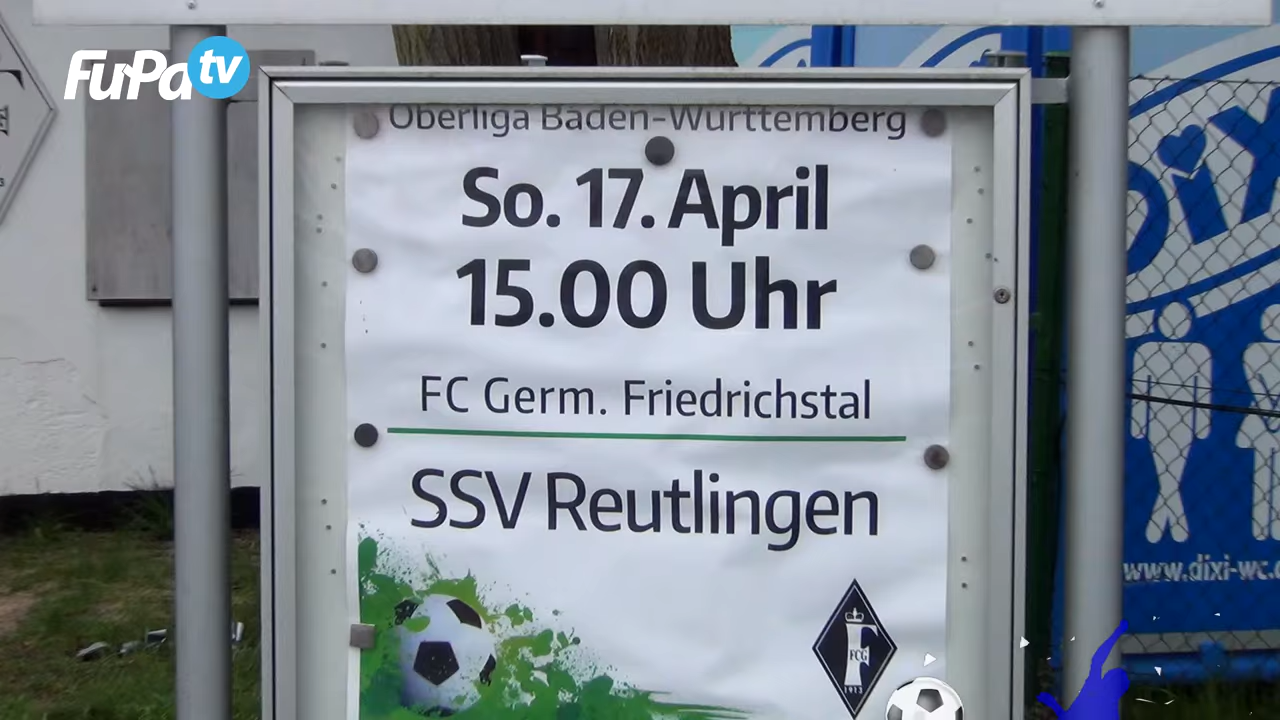 FuPa tv
Oberliga Baden-Württemberg
So. 17. April
15.00 Uhr
FC Germ. Friedrichstal
SSV Reutlingen
FCG
1913
DiXi
www.dixi-wc.